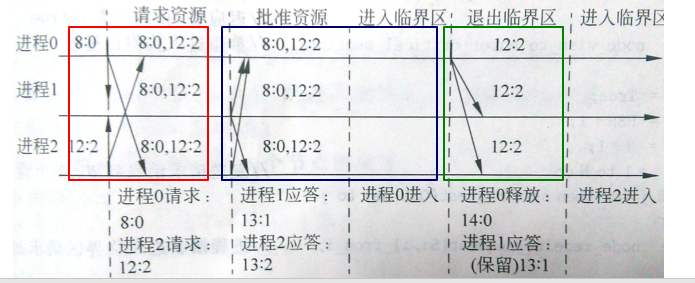 请求资源 批准资源 进入临界区 退出临界区 进入临界区
进程0 8:0 8:0,12:2 8:0,12:2 12:2
进程1 8:0,12:2 8:0,12:2 12:2
进程2 12:2 8:0,12:2 8:0,12:2 12:2
进程0请求: 进程1应答: 进程0进入 进程0释放: 进程2进入
8:0 13:1 14:0
进程2请求: 进程2应答: 进程1应答:
12:2 13:2 (保留)13:1